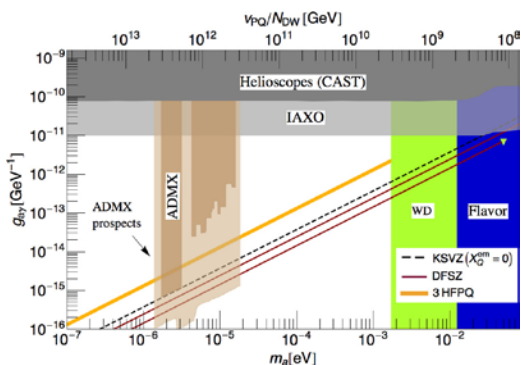 v_PQ/N_DW [GeV]
10^13 10^12 10^11 10^10 10^9 10^8
10^-9
Helioscopes (CAST)
10^-10
IAXO
10^-11
10^-12
10^-13
10^-14
10^-15
10^-16
g_aγ [GeV^-1]
ADMX
ADMX
prospects
WD
Flavor
KSVZ (X_Q^em = 0)
DFSZ
3HFPQ
10^-7 10^-6 10^-5 10^-4 10^-3 10^-2
m_a [eV]